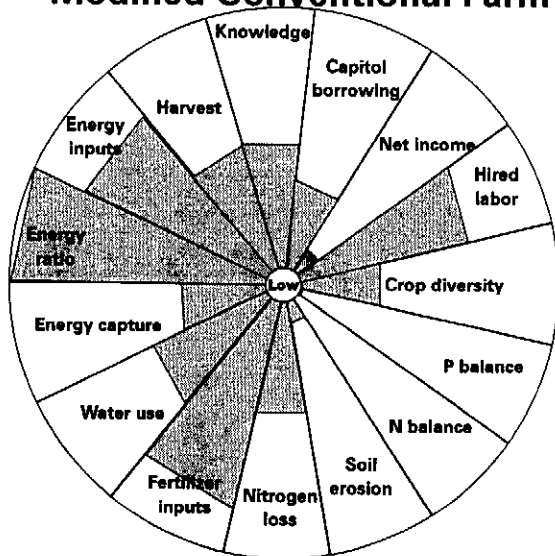 Modified Conventional Farm
Knowledge
Capitol
borrowing
Harvest
Energy
inputs
Net income
Hired
labor
Energy
ratio
Low
Crop diversity
Energy capture
P balance
Water use
N balance
Fertilizer
inputs
Nitrogen
loss
Soil
erosion